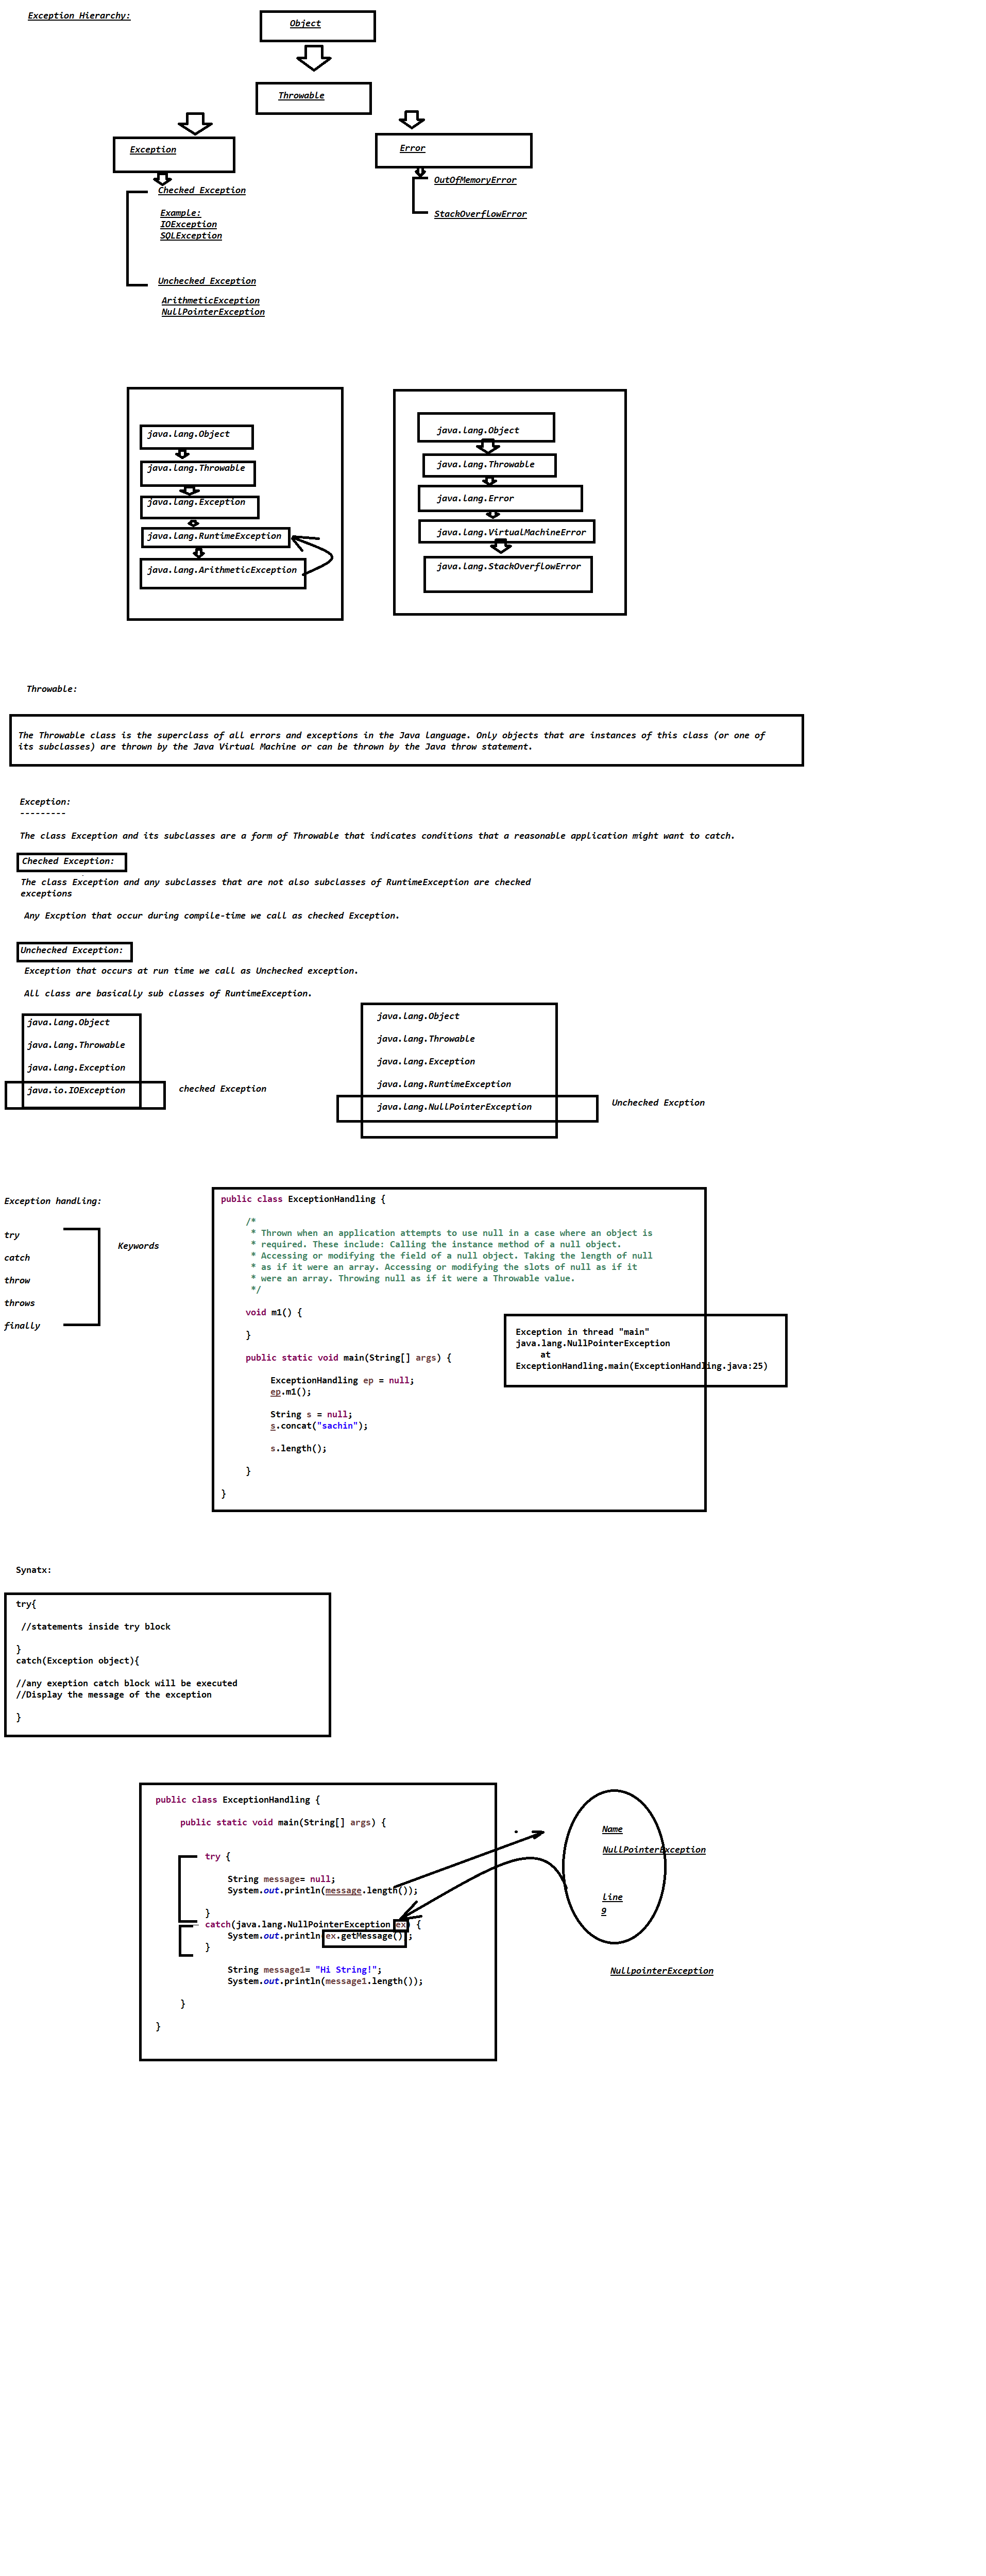 Exception Hierarchy:
Object
Throwable
Exception
Error
Checked Exception
Example:
IOException
SQLException
Unchecked Exception
ArithmeticException
NullPointerException
OutOfMemoryError
StackOverflowError
java.lang.Object
java.lang.Throwable
java.lang.Exception
java.lang.RuntimeException
java.lang.ArithmeticException
java.lang.Object
java.lang.Throwable
java.lang.Error
java.lang.VirtualMachineError
java.lang.StackOverflowError
Throwable:
The Throwable class is the superclass of all errors and exceptions in the Java language. Only objects that are instances of this class (or one of
its subclasses) are thrown by the Java Virtual Machine or can be thrown by the Java throw statement.
Exception:
---------
The class Exception and its subclasses are a form of Throwable that indicates conditions that a reasonable application might want to catch.
Checked Exception:
The class Exception and any subclasses that are not also subclasses of RuntimeException are checked
exceptions
Any Excption that occur during compile-time we call as checked Exception.
Unchecked Exception:
Exception that occurs at run time we call as Unchecked exception.
All class are basically sub classes of RuntimeException.
java.lang.Object
java.lang.Throwable
java.lang.Exception
java.io.IOException
checked Exception
java.lang.Object
java.lang.Throwable
java.lang.Exception
java.lang.RuntimeException
java.lang.NullPointerException
Unchecked Excption
Exception handling:
try
catch
throw
throws
finally
Keywords
public class ExceptionHandling {
/*
* Thrown when an application attempts to use null in a case where an object is
* required. These include: Calling the instance method of a null object.
* Accessing or modifying the field of a null object. Taking the length of null
* as if it were an array. Accessing or modifying the slots of null as if it
* were an array. Throwing null as if it were a Throwable value.
*/
void m1() {
}
public static void main(String[] args) {
ExceptionHandling ep = null;
ep.m1();
String s = null;
s.concat("sachin");
s.length();
}
}
Exception in thread "main"
java.lang.NullPointerException
at
ExceptionHandling.main(ExceptionHandling.java:25)
Synatx:
try{
//statements inside try block
}
catch(Exception object){
//any exeption catch block will be executed
//Display the message of the exception
}
public class ExceptionHandling {
public static void main(String[] args) {
try {
String message= null;
System.out.println(message.length());
}
catch(java.lang.NullPointerException ex) {
System.out.println(ex.getMessage());
}
String message1= "Hi String!";
System.out.println(message1.length());
}
}
Name
NullPointerException
line
9
NullpointerException